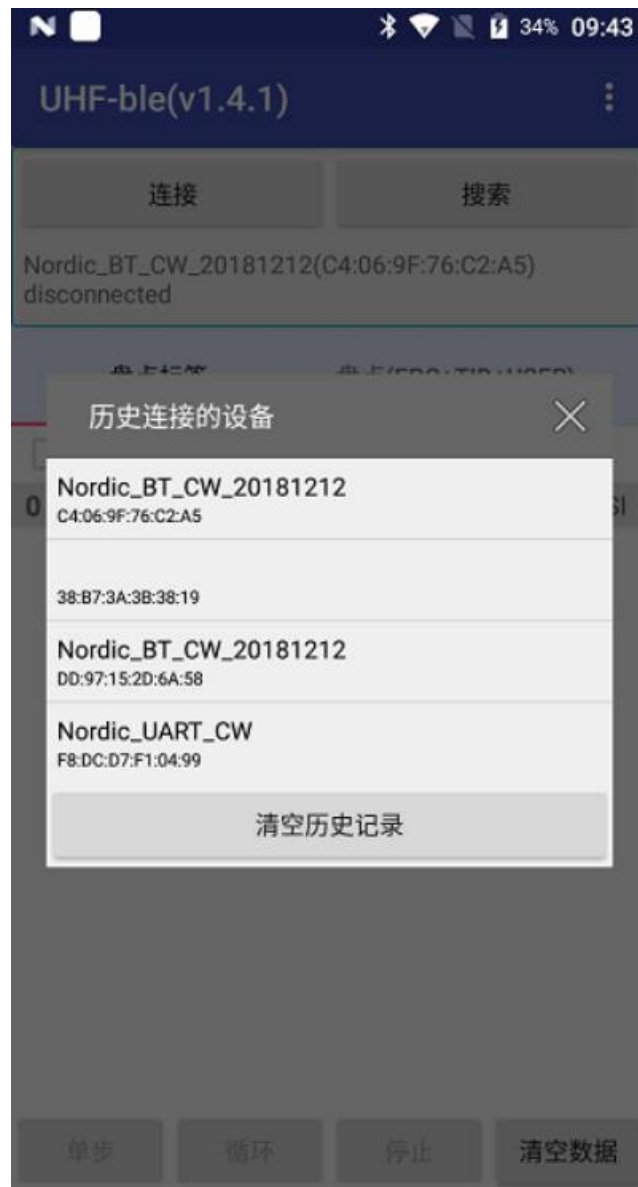 34% 09:43
UHF-ble(v1.4.1)
连接
搜索
Nordic_BT_CW_20181212(C4:06:9F:76:C2:A5)
disconnected
历史连接的设备
0
SI
Nordic_BT_CW_20181212
C4:06:9F:76:C2:A5
38:B7:3A:3B:38:19
Nordic_BT_CW_20181212
DD:97:15:2D:6A:58
Nordic_UART_CW
F8:DC:D7:F1:04:99
清空历史记录
单步
循环
停止
清空数据